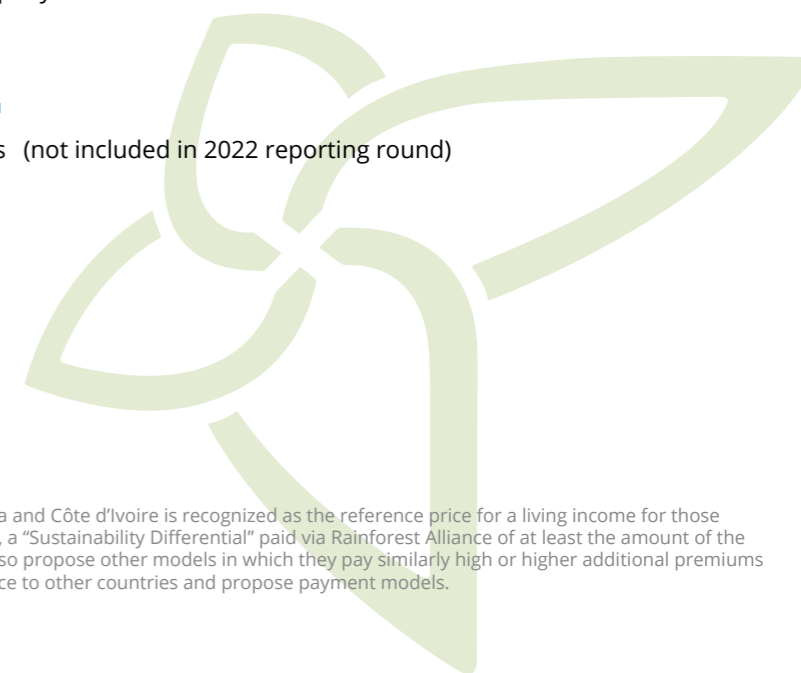 (not included in 2022 reporting round)
a and Côte d’Ivoire is recognized as the reference price for a living income for those
, a “Sustainability Differential” paid via Rainforest Alliance of at least the amount of the
so propose other models in which they pay similarly high or higher additional premiums
ce to other countries and propose payment models.